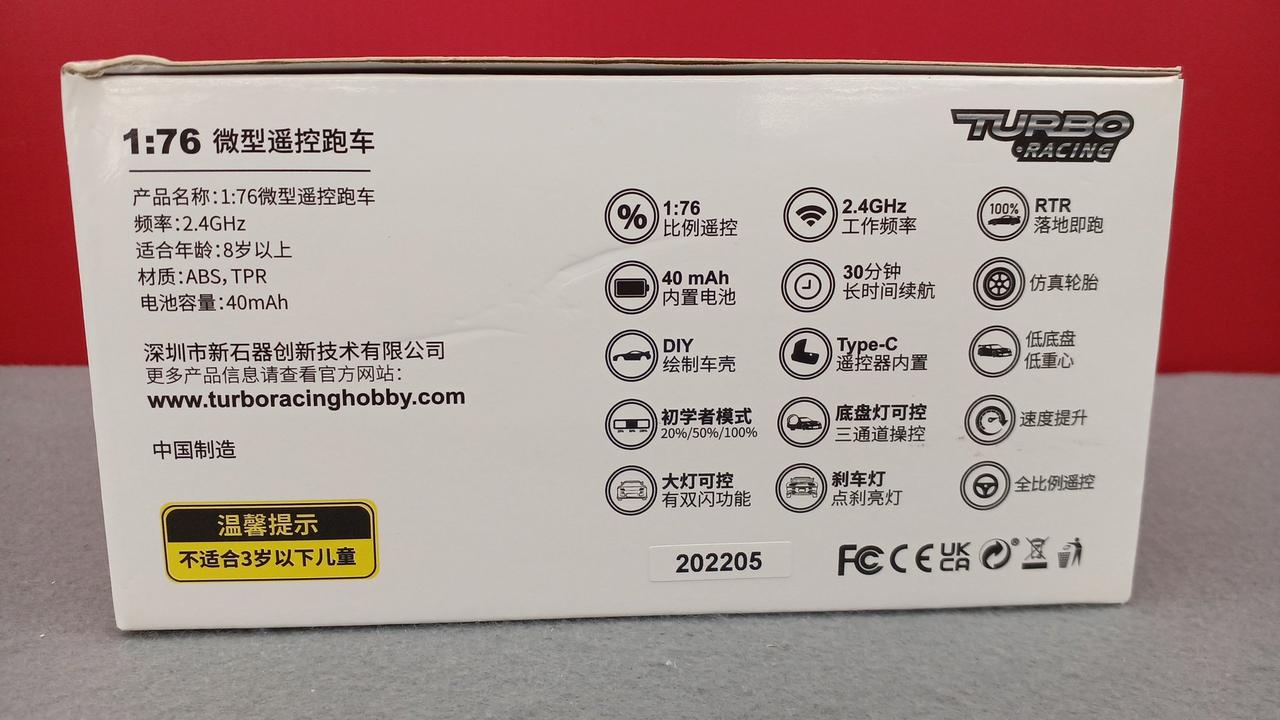 1:76 微型遥控跑车
产品名称:1:76微型遥控跑车
频率:2.4GHz
适合年龄:8岁以上
材质:ABS, TPR
电池容量:40mAh
深圳市新石器创新技术有限公司
更多产品信息请查看官方网站:
www.turboracinghobby.com
中国制造
温馨提示
不适合3岁以下儿童
TURBO
RACING
%
1:76
比例遥控
2.4GHz
工作频率
100%
RTR
落地即跑
40 mAh
内置电池
30分钟
长时间续航
仿真轮胎
DIY
绘制车壳
Type-C
遥控器内置
低底盘
低重心
初学者模式
20%/50%/100%
底盘灯可控
三通道操控
速度提升
大灯可控
有双闪功能
刹车灯
点刹亮灯
全比例遥控
202205
FC CE UK
CA